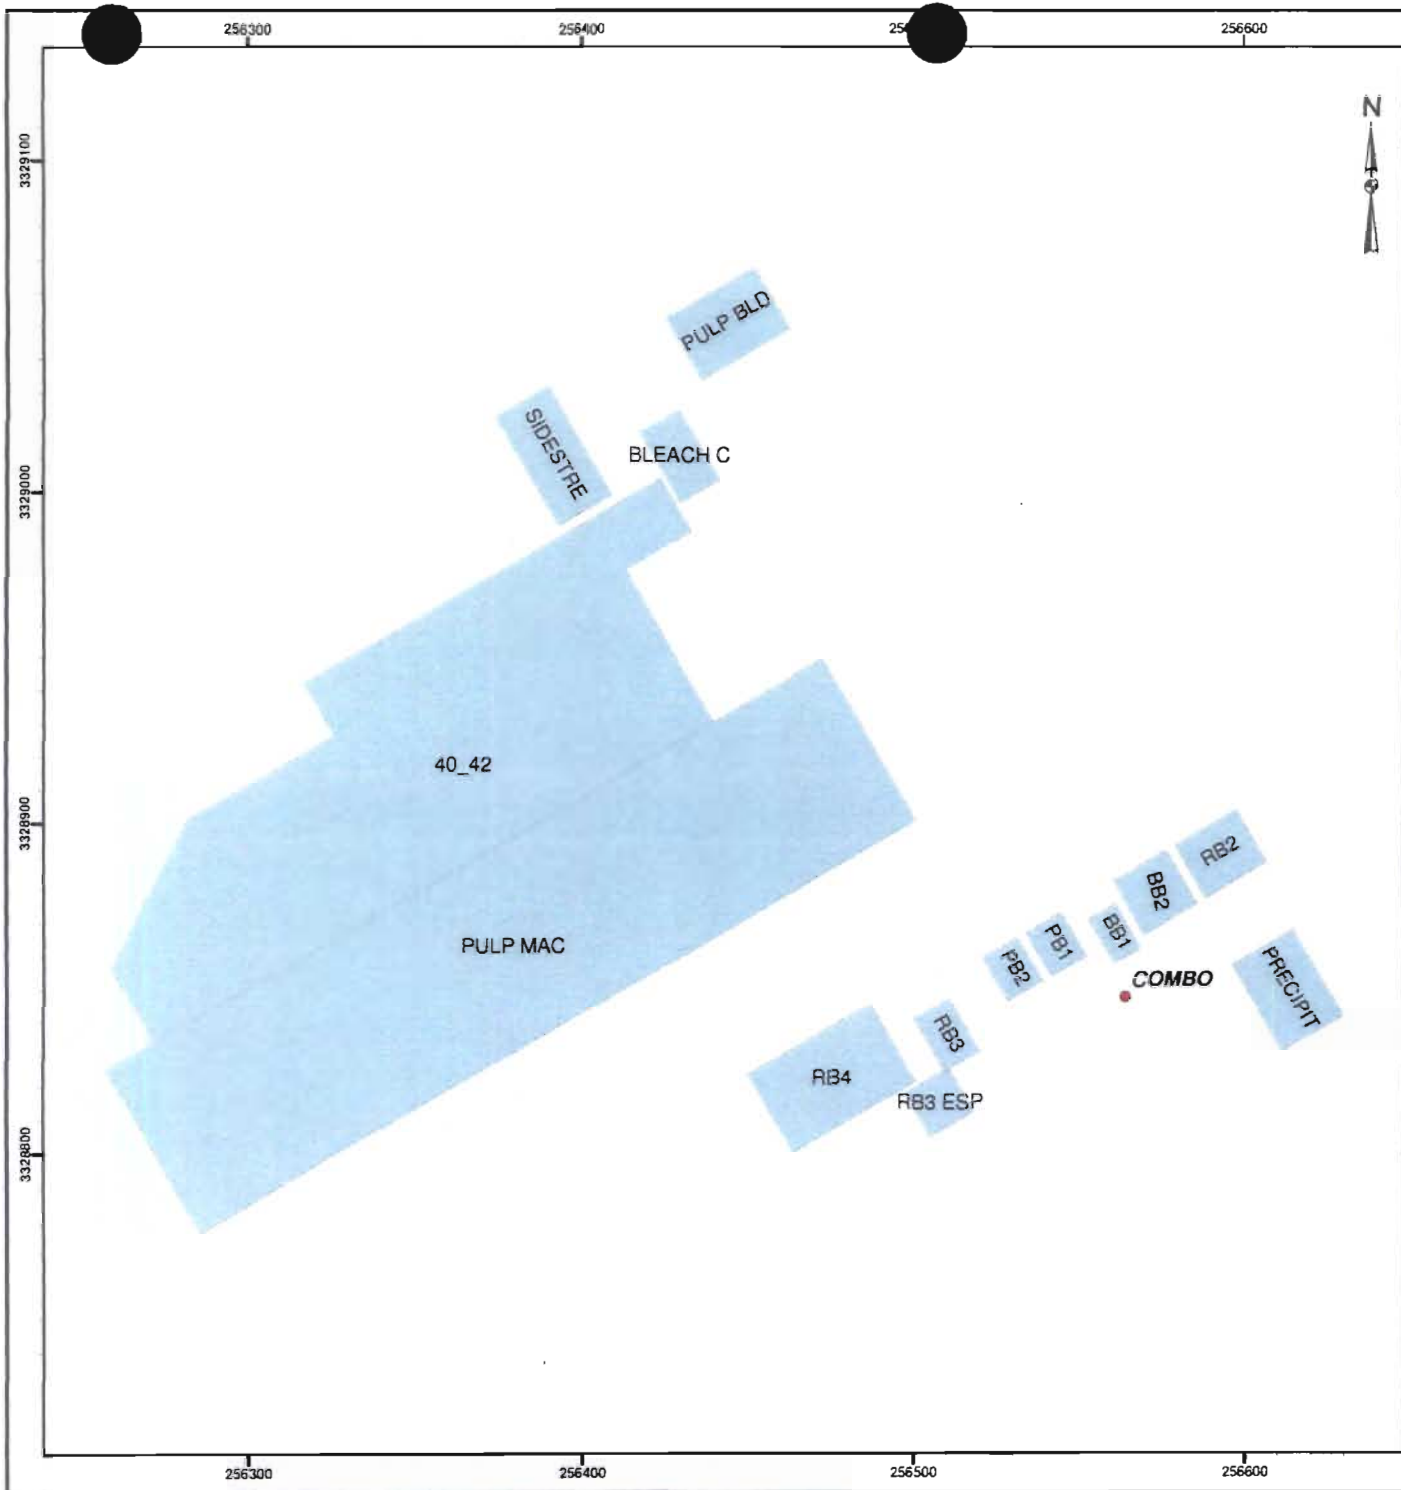 256300
256400
256600
N
3329100
PULP BLD
SIDESTRE
BLEACH C
3329000
40_42
3328900
RB2
BB2
BB1
PB1
PULP MAC
PB2
COMBO
PRECIPIT
RB3
RB4
RB3 ESP
3328800
256300
256400
256500
256600